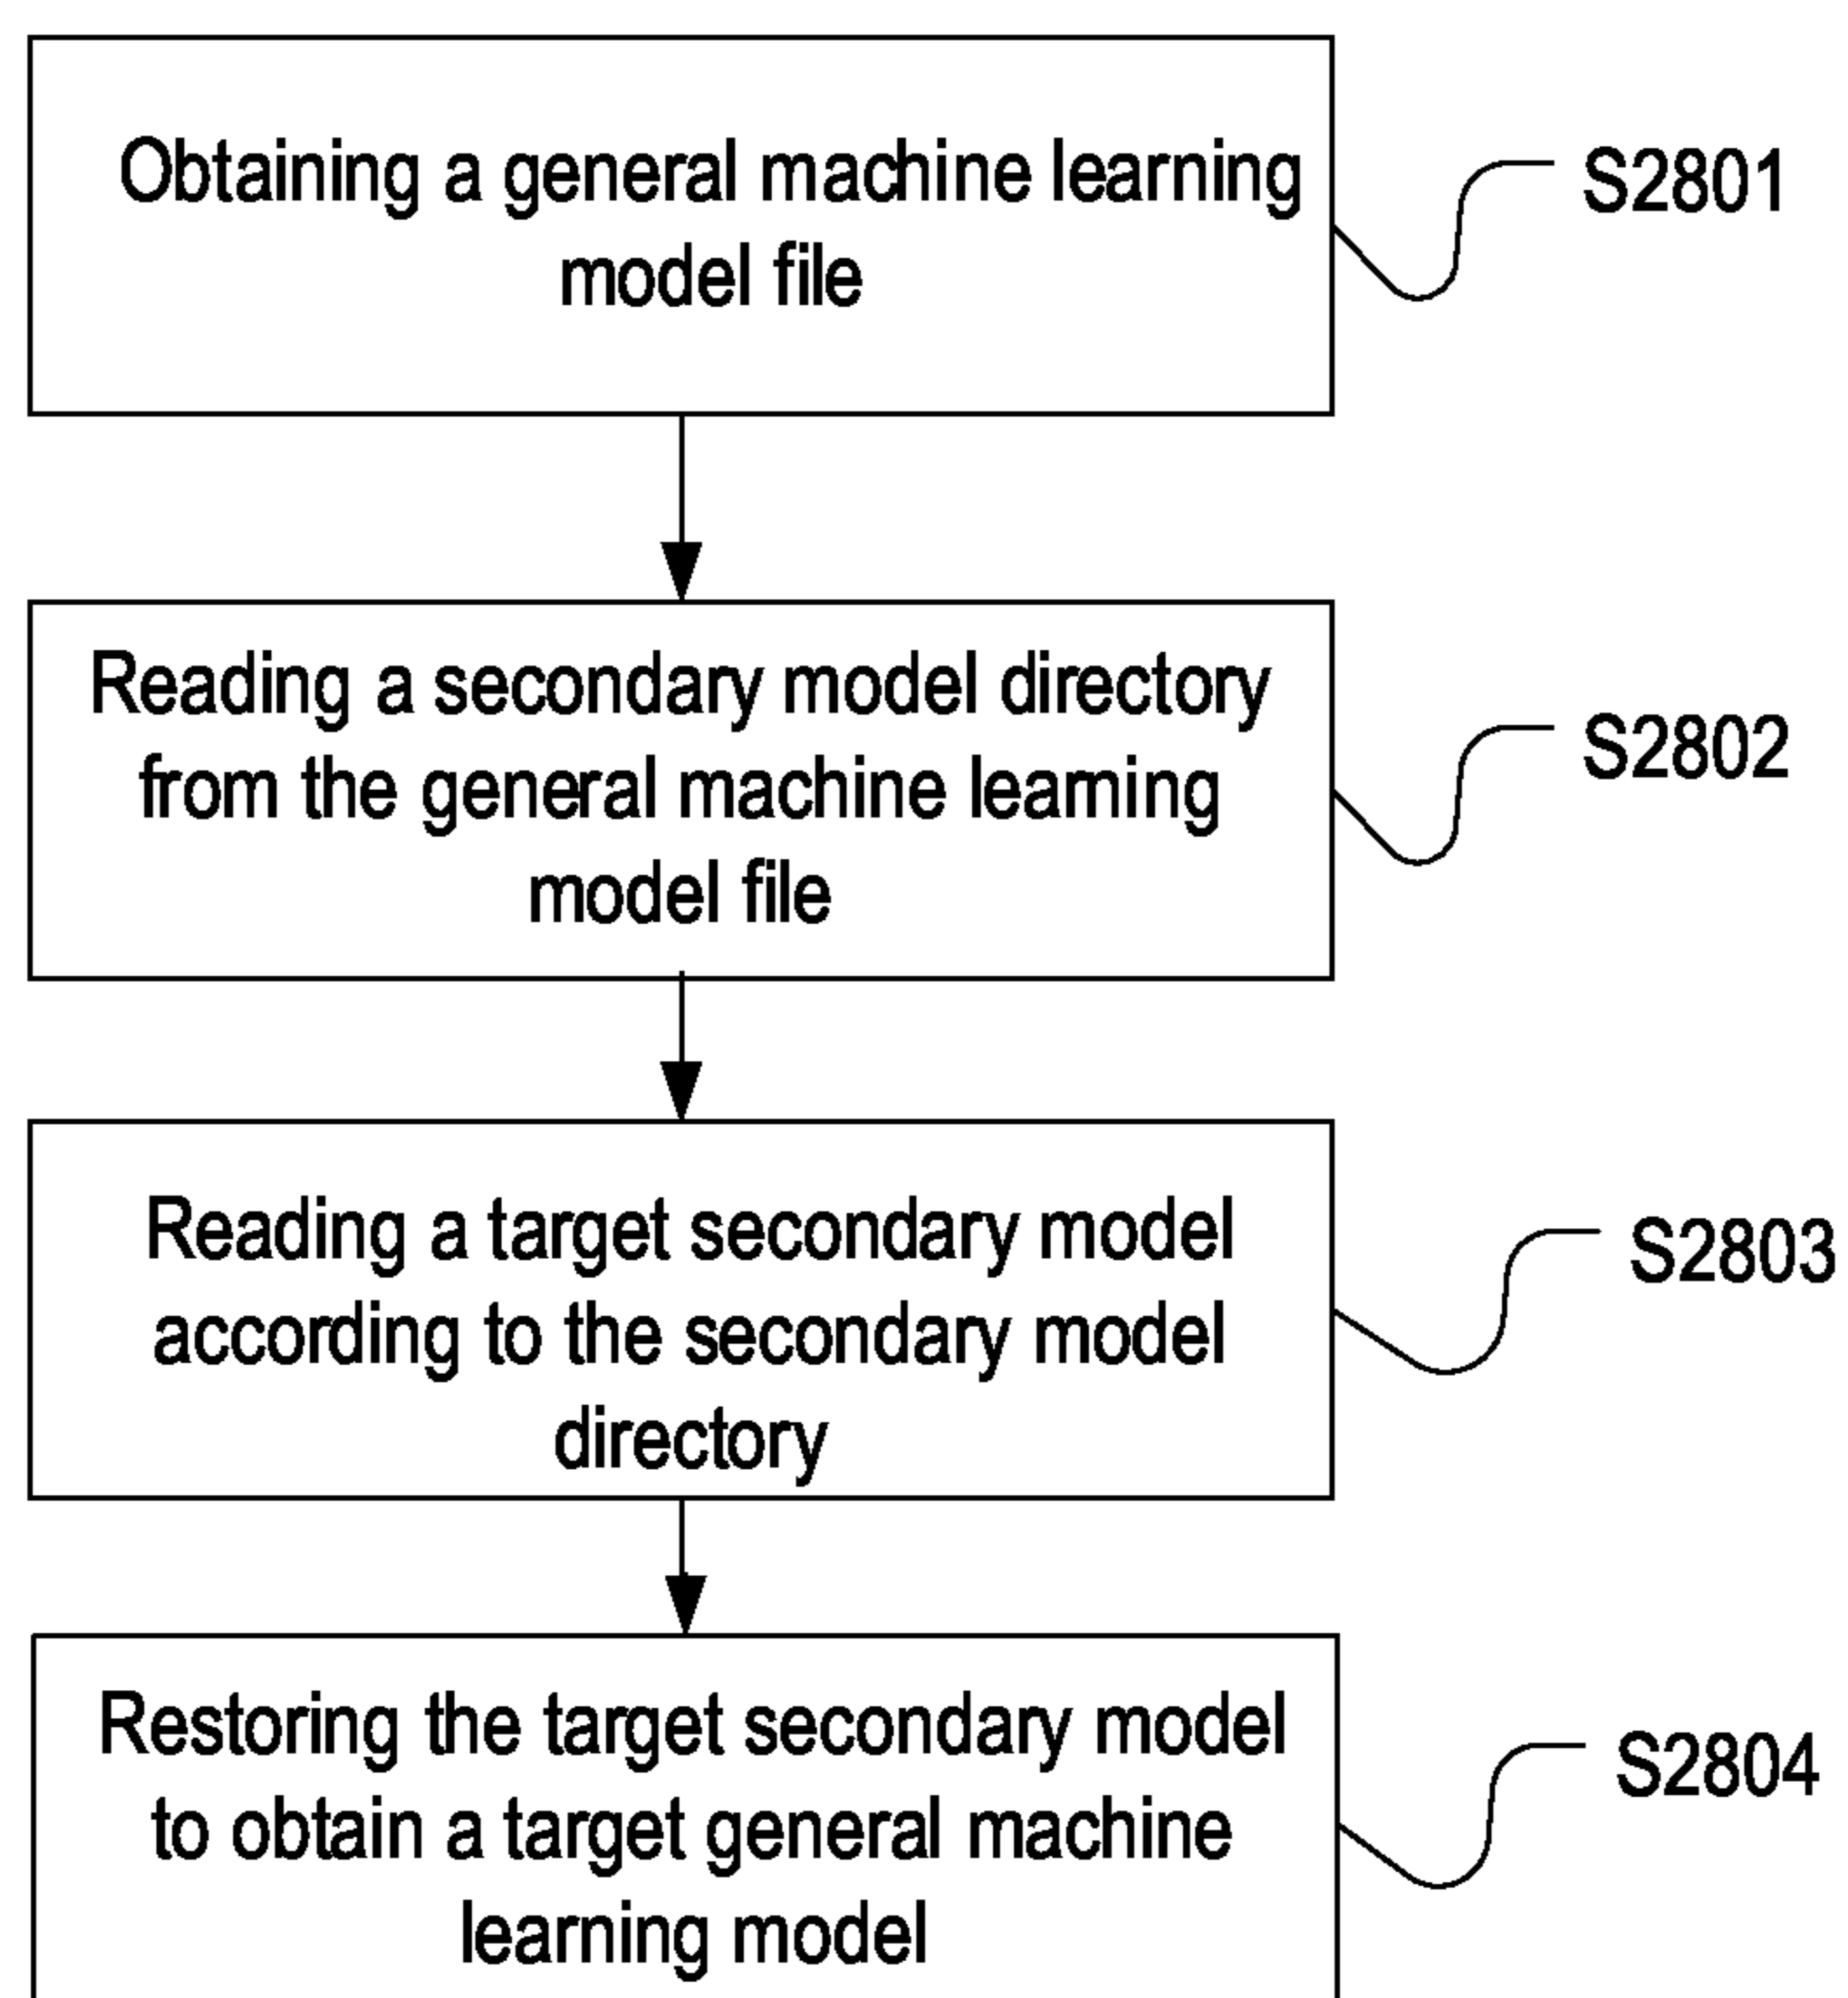 Obtaining a general machine learning
model file
S2801
Reading a secondary model directory
from the general machine learning
model file
S2802
Reading a target secondary model
according to the secondary model
directory
S2803
Restoring the target secondary model
to obtain a target general machine
learning model
S2804